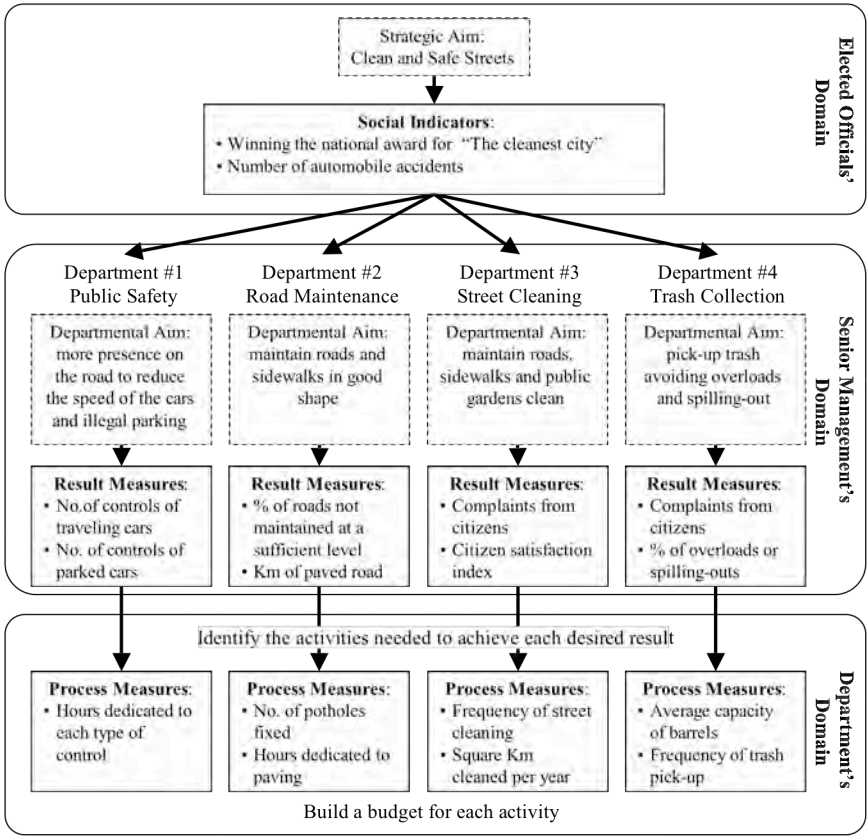 Strategic Aim:
Clean and Safe Streets
Social Indicators:
• Winning the national award for “The cleanest city”
• Number of automobile accidents
Elected Officials’
Domain
Department #1
Public Safety
Departmental Aim:
more presence on
the road to reduce
the speed of the cars
and illegal parking
Result Measures:
• No.of controls of
traveling cars
• No. of controls of
parked cars
Department #2
Road Maintenance
Departmental Aim:
maintain roads and
sidewalks in good
shape
Result Measures:
• % of roads not
maintained at a
sufficient level
• Km of paved road
Department #3
Street Cleaning
Departmental Aim:
maintain roads,
sidewalks and public
gardens clean
Result Measures:
• Complaints from
citizens
• Citizen satisfaction
index
Department #4
Trash Collection
Departmental Aim:
pick-up trash
avoiding overloads
and spilling-out
Result Measures:
• Complaints from
citizens
• % of overloads or
spilling-outs
Senior Management’s
Domain
Identify the activities needed to achieve each desired result
Process Measures:
• Hours dedicated to
each type of
control
Process Measures:
• No. of potholes
fixed
• Hours dedicated to
paving
Process Measures:
• Frequency of street
cleaning
• Square Km
cleaned per year
Process Measures:
• Average capacity
of barrels
• Frequency of trash
pick-up
Build a budget for each activity
Department’s
Domain